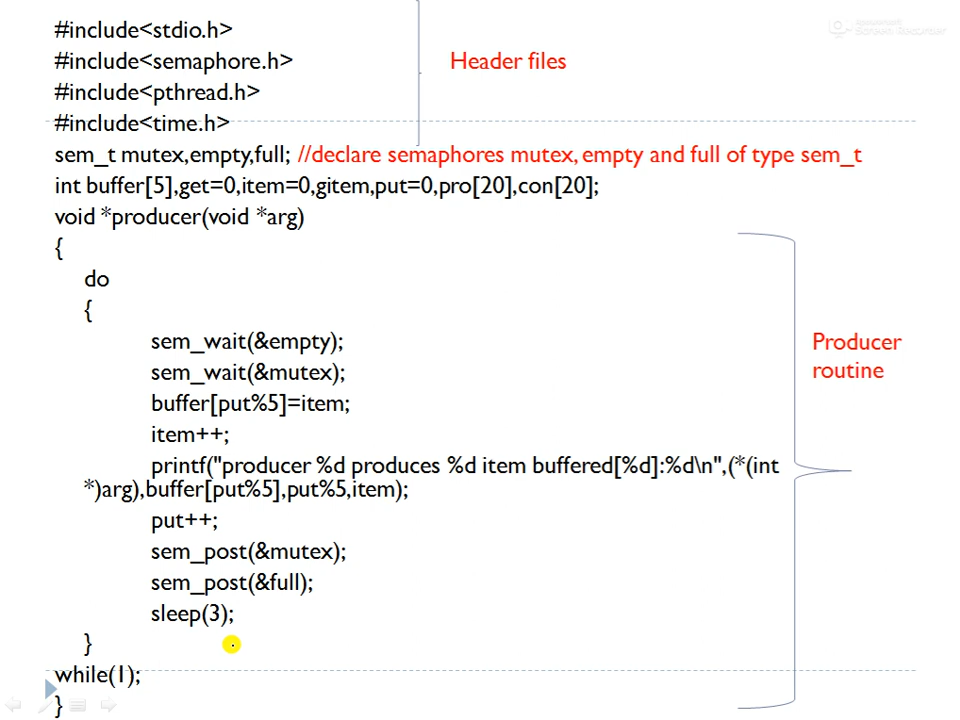 #include<stdio.h>
#include<semaphore.h>
Header files
#include<pthread.h>
#include<time.h>
sem_t mutex,empty,full; //declare semaphores mutex, empty and full of type sem_t
int buffer[5],get=0,item=0,gitem,put=0,pro[20],con[20];
void *producer(void *arg)
{
do
{
sem_wait(&empty);
sem_wait(&mutex);
buffer[put%5]=item;
item++;
printf("producer %d produces %d item buffered[%d]:%d\n",(*(int
*)arg),buffer[put%5],put%5,item);
put++;
sem_post(&mutex);
sem_post(&full);
sleep(3);
}
while(1);
}
Producer
routine
Screen Recorder